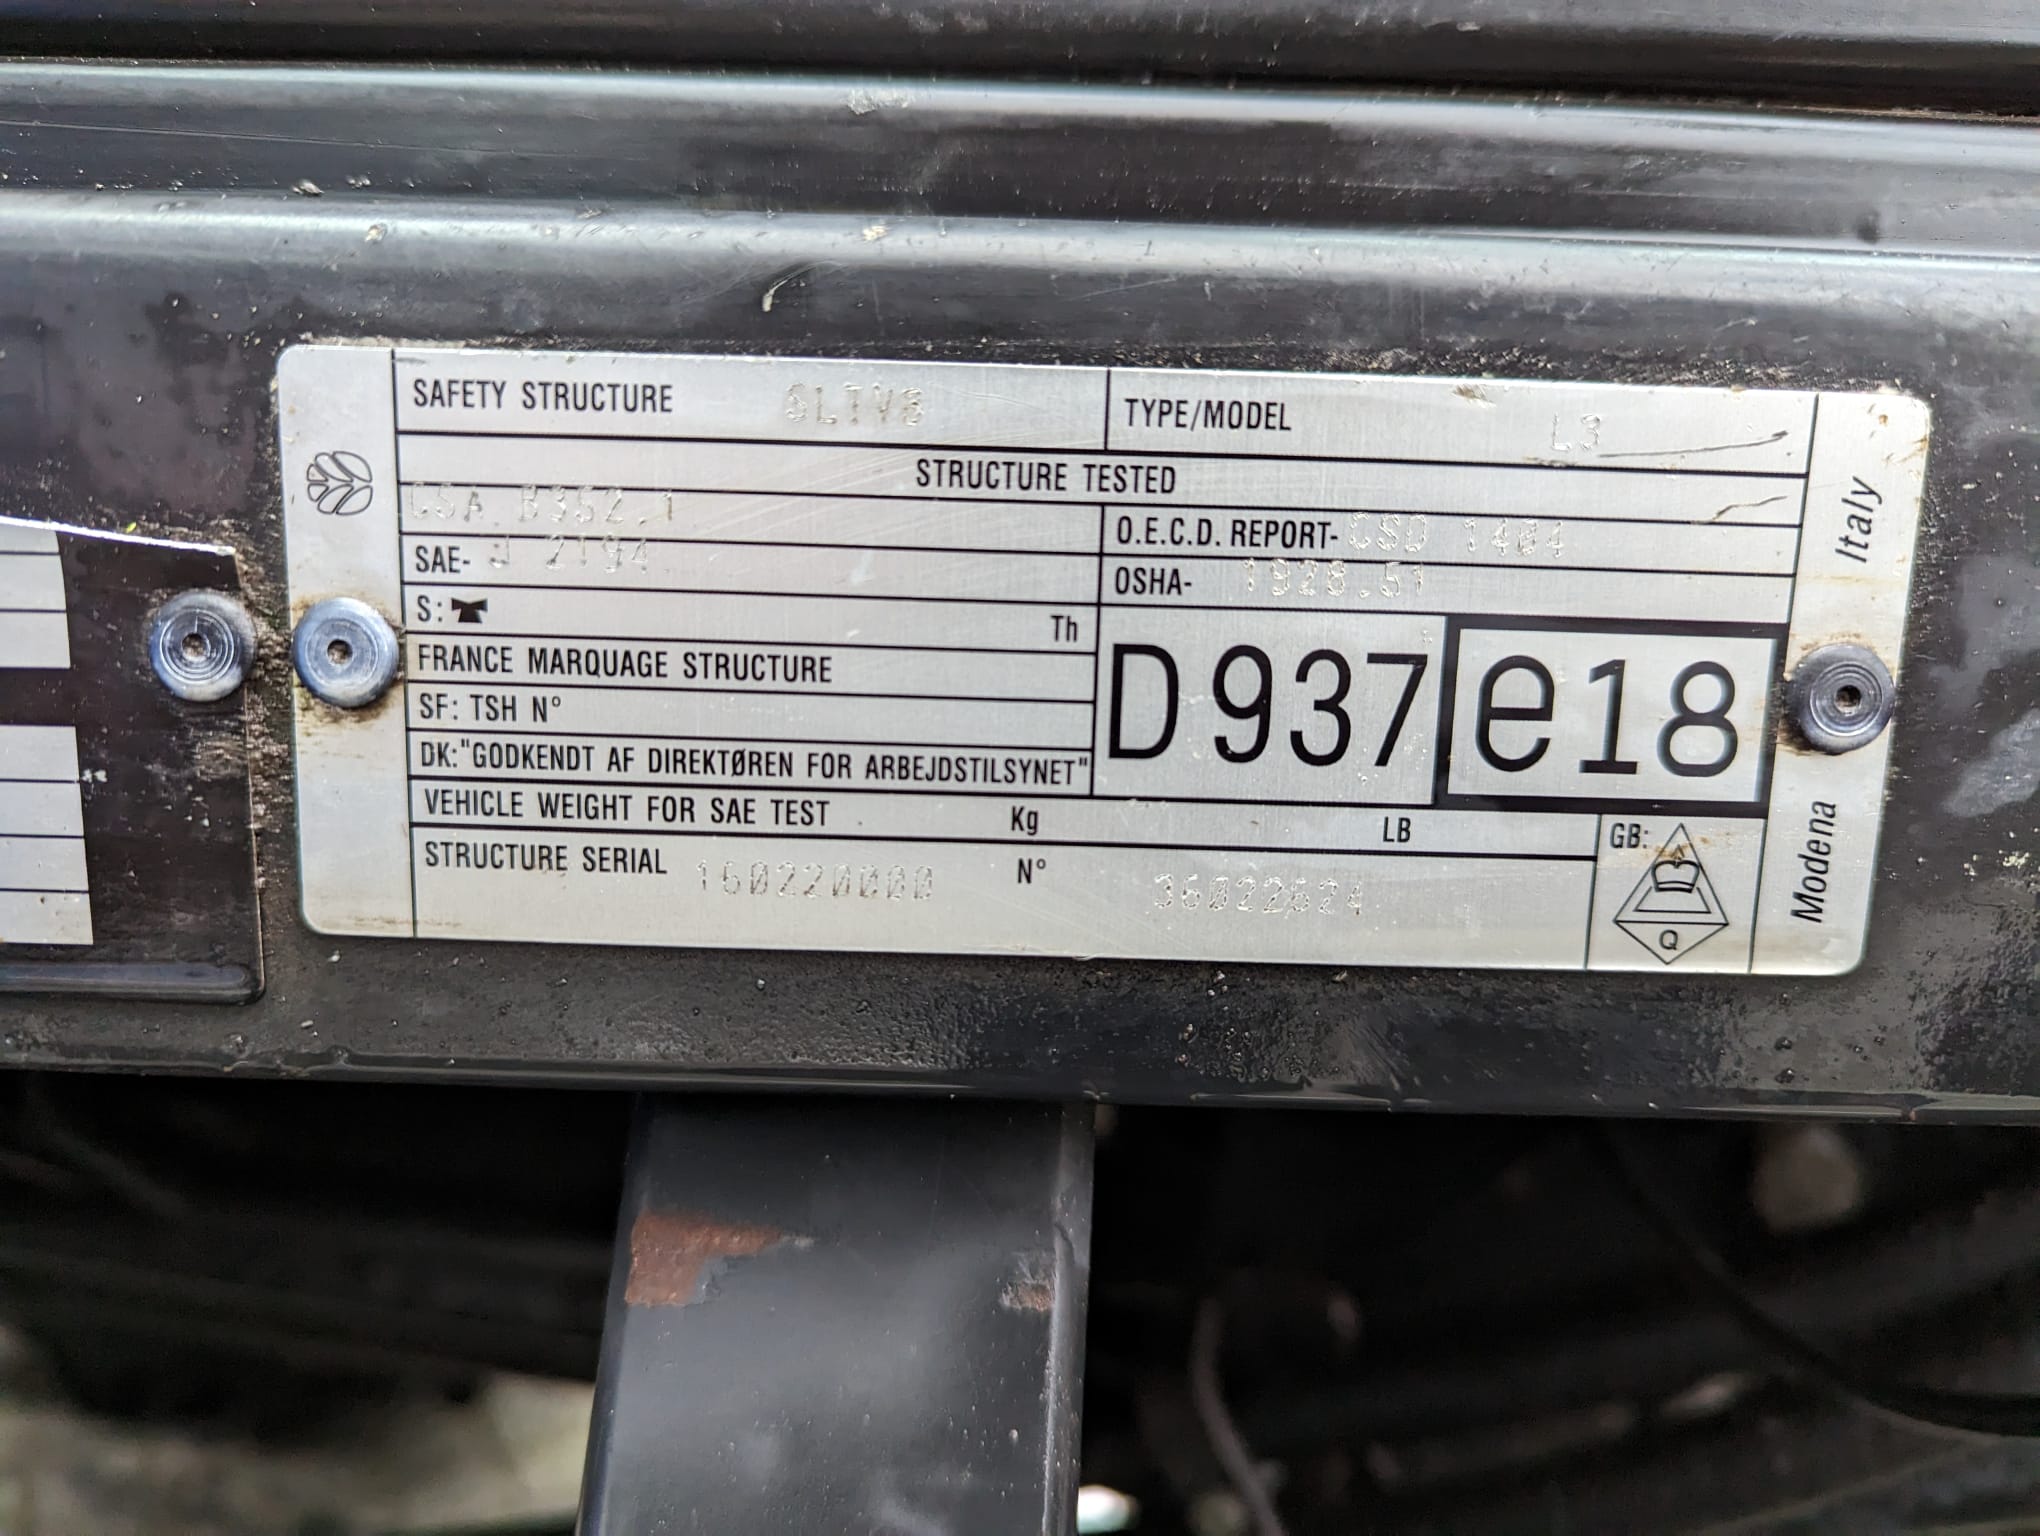 SAFETY STRUCTURE SLTV8 TYPE/MODEL L3
STRUCTURE TESTED
CSA B352.1 O.E.C.D. REPORT- CSD 1404
SAE- J 2194 OSHA- 1928.51
S: Th
FRANCE MARQUAGE STRUCTURE
SF: TSH N°
D937 e18
DK:"GODKENDT AF DIREKTØREN FOR ARBEJDSTILSYNET"
VEHICLE WEIGHT FOR SAE TEST Kg LB
STRUCTURE SERIAL 160220000 N° 36022624
GB:
Q
Italy
Modena